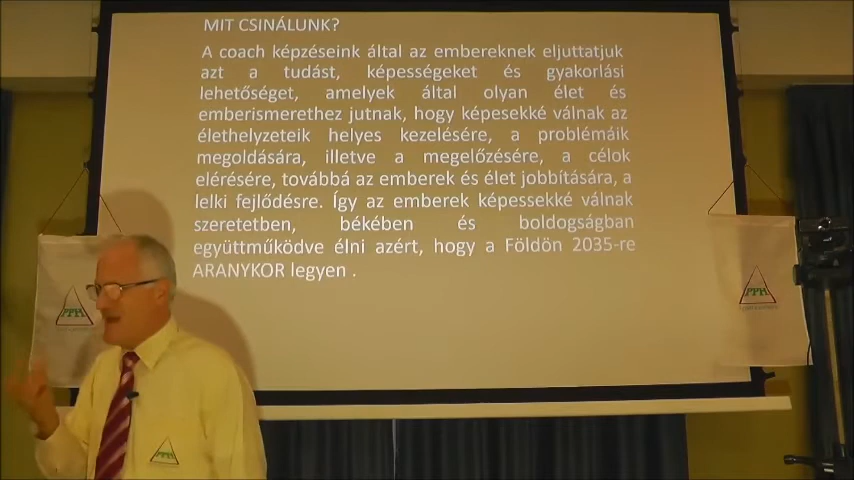 MIT CSINÁLUNK?
A coach képzéseink által az embereknek eljuttatjuk
azt a tudást, képességeket és gyakorlási
lehetőséget, amelyek által olyan élet és
emberismerethez jutnak, hogy képesekké válnak az
élethelyzeteik helyes kezelésére, a problémáik
megoldására, illetve a megelőzésére, a célok
elérésére, továbbá az emberek és élet jobbítására, a
lelki fejlődésre. Így az emberek képessekké válnak
szeretetben, békében és boldogságban
együttműködve élni azért, hogy a Földön 2035-re
ARANYKOR legyen .
PPH
PPH
PPH